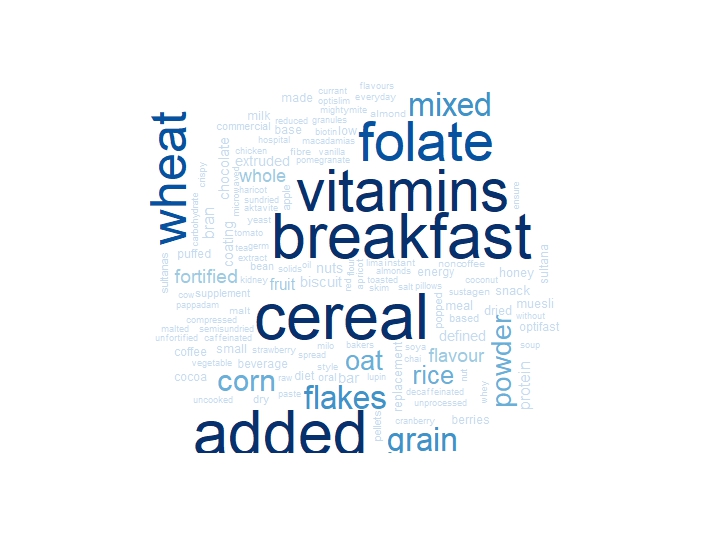 flavours
currant
made
optislim
everyday
mixed
mightymite
almond
milk
reduced
granules
wheat
commercial
base
biotin
low
folate
hospital
macadamias
chocolate
chicken
fibre
vanilla
extruded
pomegranate
crispy
whole
microwaved
haricot
apple
vitamins
ensure
sundried
aktavite
carbohydrate
bran
yeast
breakfast
coating
tomato
tea
germ
extract
sultanas
puffed
bean
solids
oil
nuts
red
flour
apricot
lima
instant
noncoffee
sultana
almonds
energy
honey
fortified
kidney
fruit
biscuit
toasted
coconut
skim
salt
pillows
cow
supplement
sustagen
snack
pappadam
malt
cereal
popped
meal
muesli
dried
compressed
based
without
malted
semisundried
optifast
unfortified
caffeinated
defined
powder
milo
bakers
soya
soup
coffee
small
strawberry
spread
chai
flavour
vegetable
beverage
style
oat
replacement
cocoa
corn
raw
diet
oral
bar
lupin
rice
nut
protein
uncooked
dry
paste
flakes
decaffeinated
whey
unprocessed
added
pellets
cranberry
berries
grain